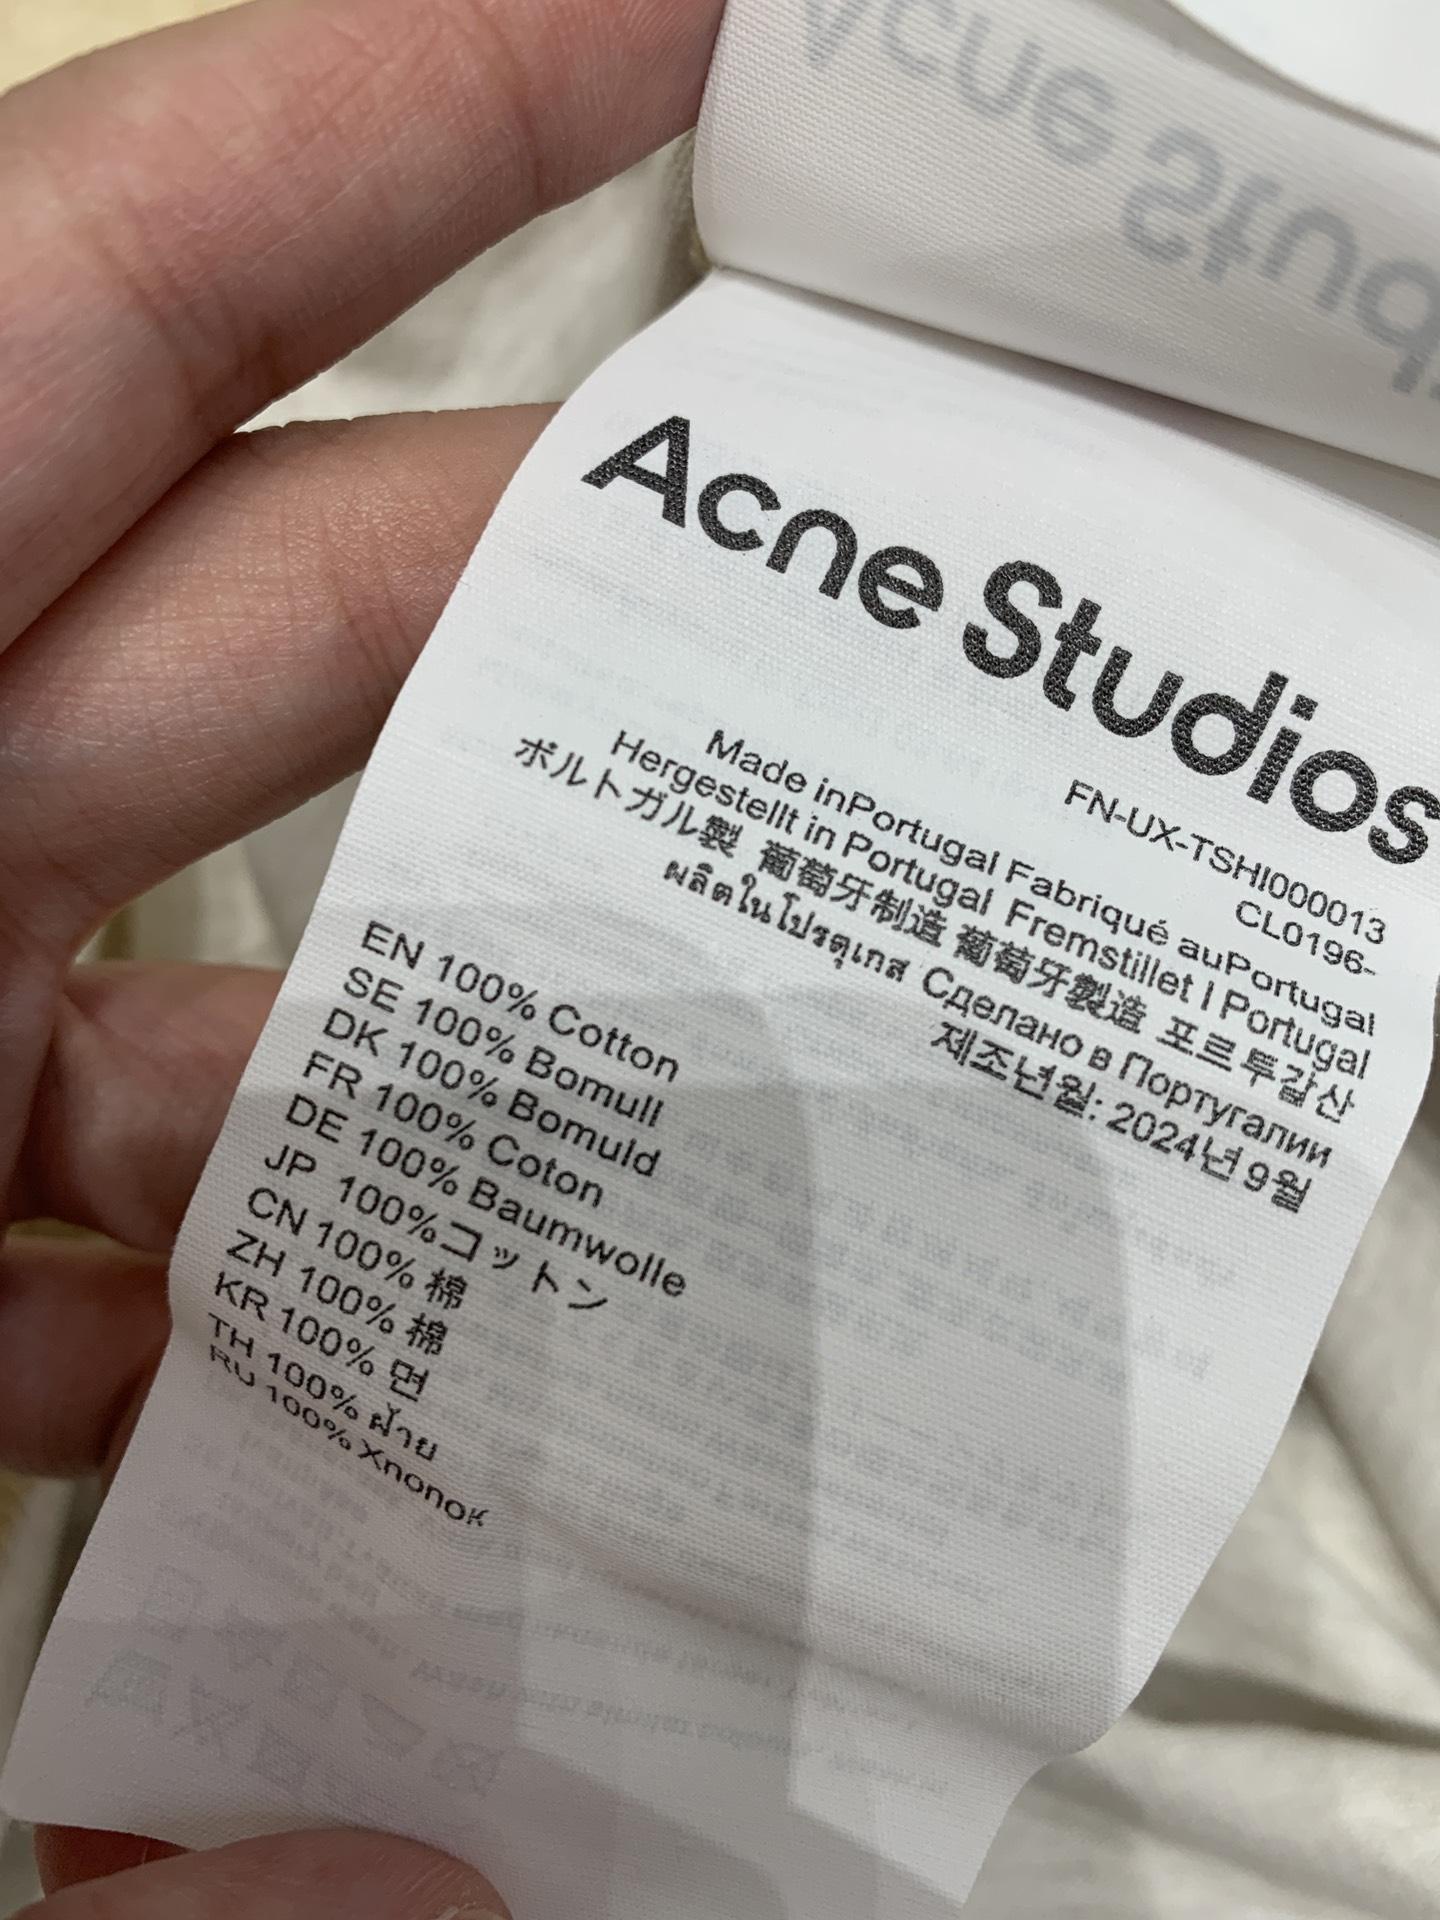 Acne Studios
FN-UX-TSHI000013
CL0196-
Made inPortugal Fabriqué auPortugal
Hergestellt in Portugal Fremstillet I Portugal
ポルトガル製 葡萄牙制造 葡萄牙製造 포르투갈산
ผลิตในโปรตุเกส Сделано в Португалии
제조년월: 2024년 9월
EN 100% Cotton
SE 100% Bomull
DK 100% Bomuld
FR 100% Coton
DE 100% Baumwolle
JP 100%コットン
CN 100% 棉
ZH 100% 棉
KR 100% 면
TH 100% ฝ้าย
RU 100% Хлопок